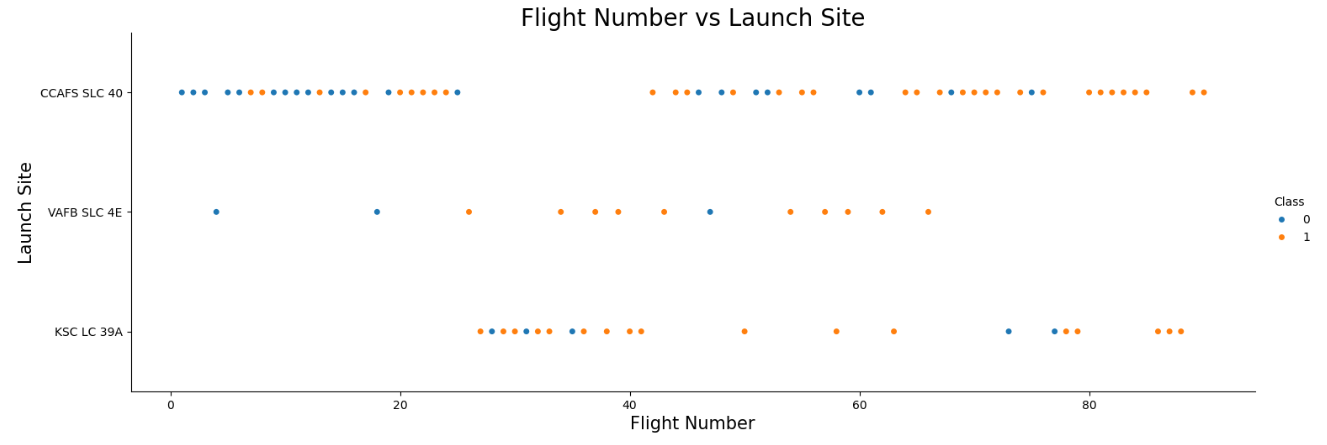 Flight Number vs Launch Site
Launch Site
CCAFS SLC 40
VAFB SLC 4E
KSC LC 39A
0
20
40
60
80
Flight Number
Class
0
1